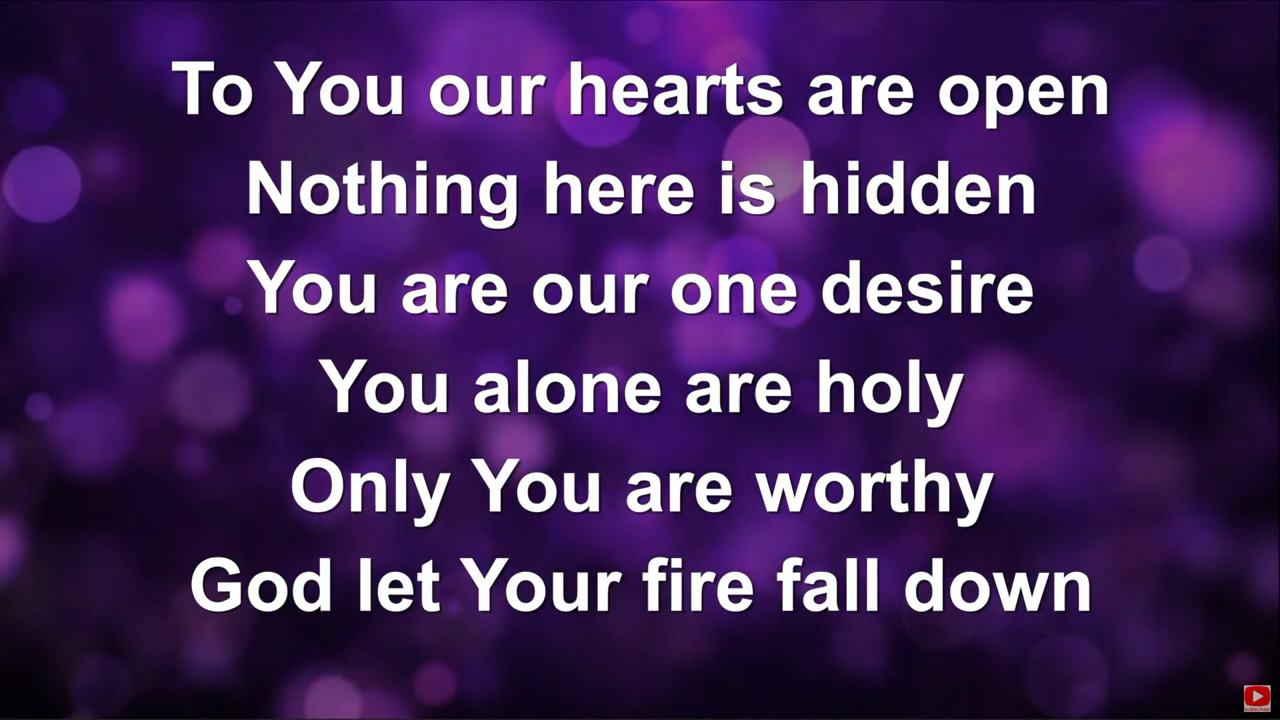 To You our hearts are open
Nothing here is hidden
You are our one desire
You alone are holy
Only You are worthy
God let Your fire fall down
SUBSCRIBE